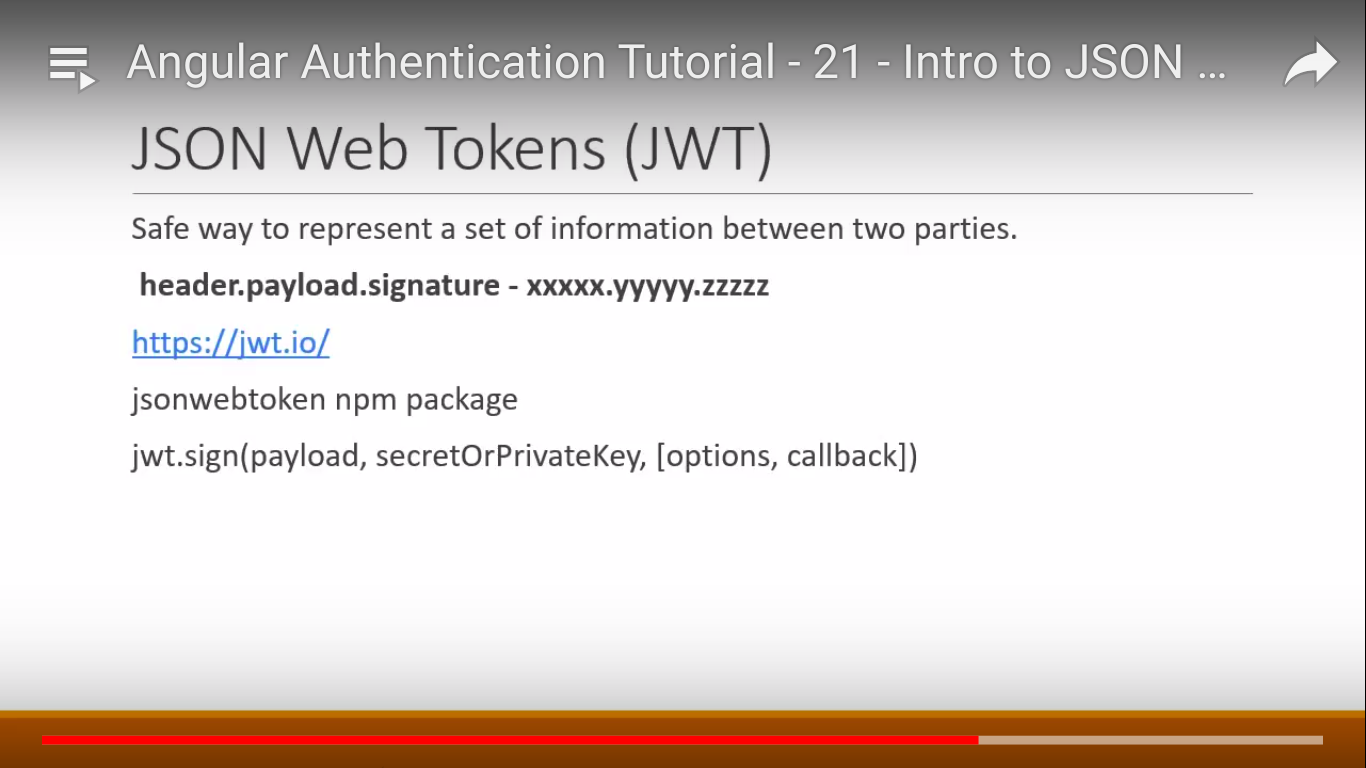 Angular Authentication Tutorial - 21 - Intro to JSON ...
JSON Web Tokens (JWT)
Safe way to represent a set of information between two parties.
header.payload.signature - xxxxx.yyyyy.zzzzz
https://jwt.io/
jsonwebtoken npm package
jwt.sign(payload, secretOrPrivateKey, [options, callback])